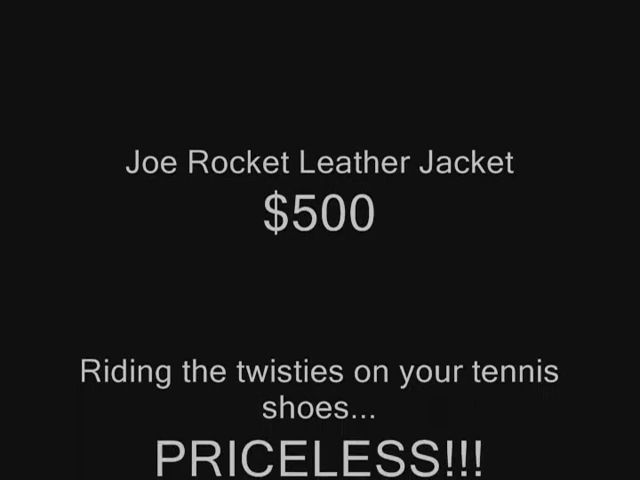 Joe Rocket Leather Jacket
$500
Riding the twisties on your tennis
shoes...
PRICELESS!!!